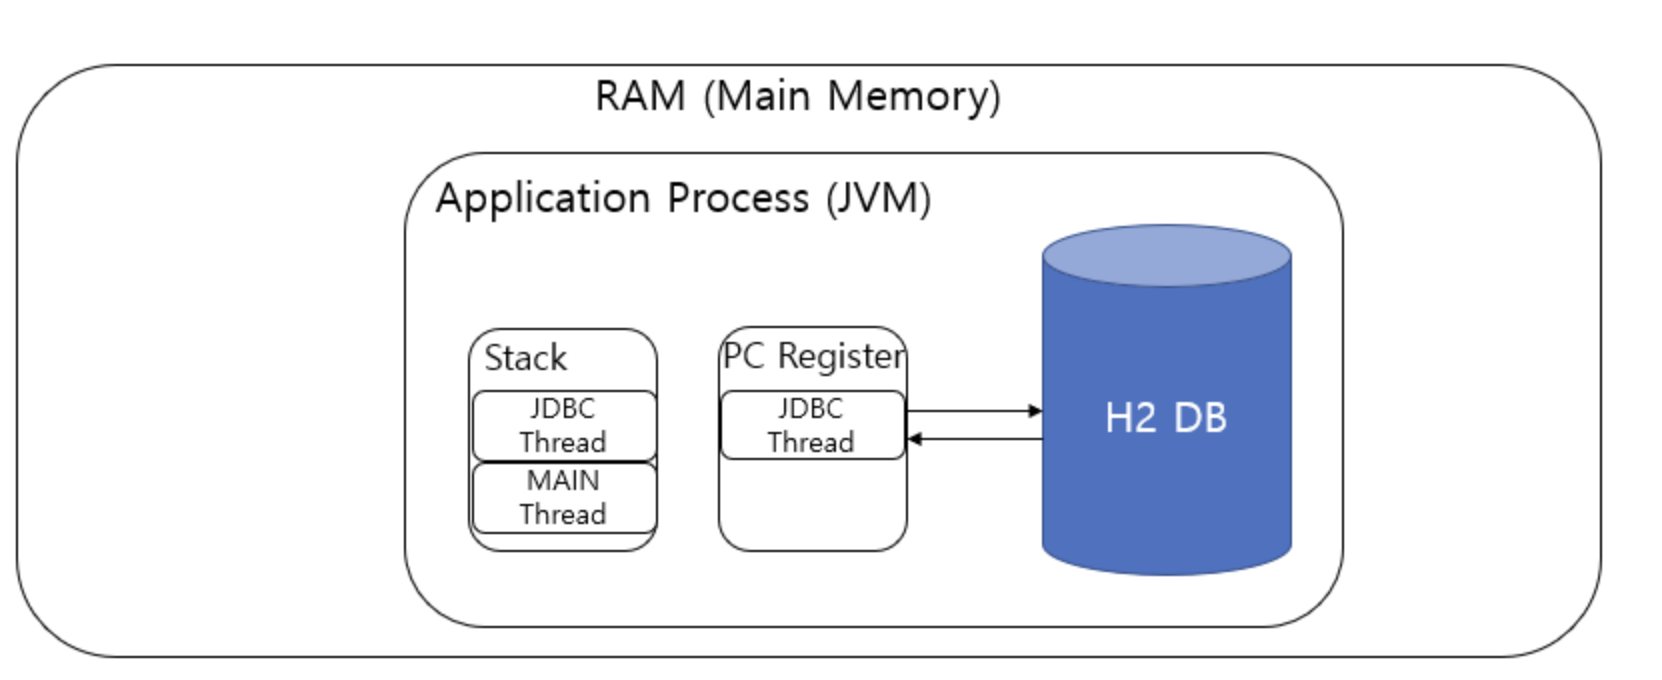 RAM (Main Memory)
Application Process (JVM)
Stack
JDBC
Thread
MAIN
Thread
PC Register
JDBC
Thread
H2 DB